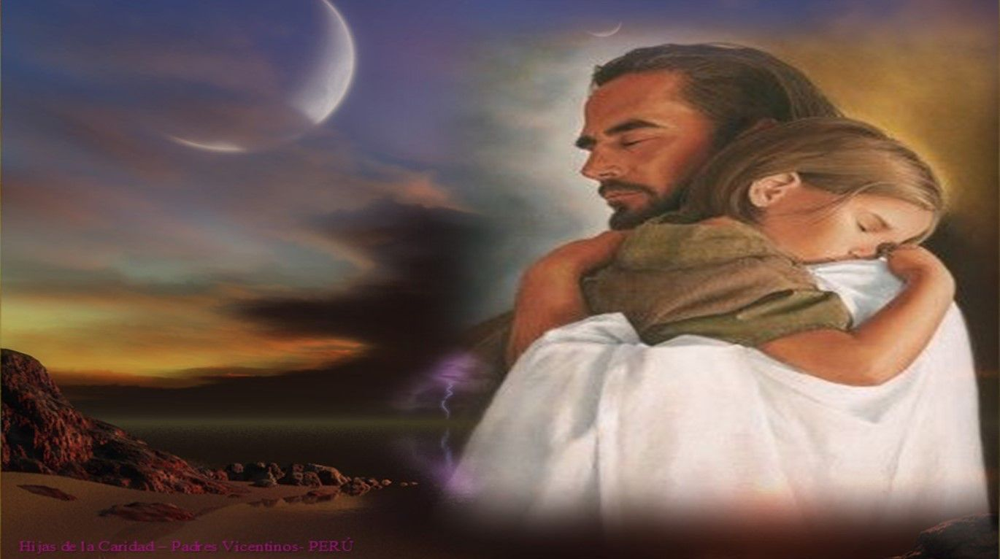 Hijas de la Caridad – Padres Vicentinos- PERÚ